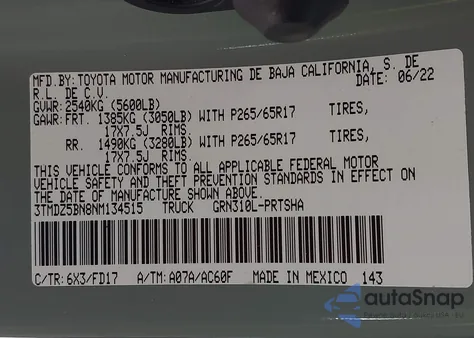 MFD.BY:TOYOTA MOTOR MANUFACTURING DE BAJA CALIFORNIA, S. DE
R.L. DE C.V. DATE: 06/22
GVWR:2540KG (5600LB)
GAWR:FRT. 1385KG (3050LB) WITH P265/65R17 TIRES,
17X7.5J RIMS.
RR. 1490KG (3280LB) WITH P265/65R17 TIRES,
17X7.5J RIMS.
THIS VEHICLE CONFORMS TO ALL APPLICABLE FEDERAL MOTOR
VEHICLE SAFETY AND THEFT PREVENTION STANDARDS IN EFFECT ON
THE DATE OF MANUFACTURE SHOWN ABOVE.
3TMDZ5BN8NM134515 TRUCK GRN310L-PRTSHA
C/TR: 6X3/FD17 A/TM: A07A/AC60F MADE IN MEXICO 143
autoSnap